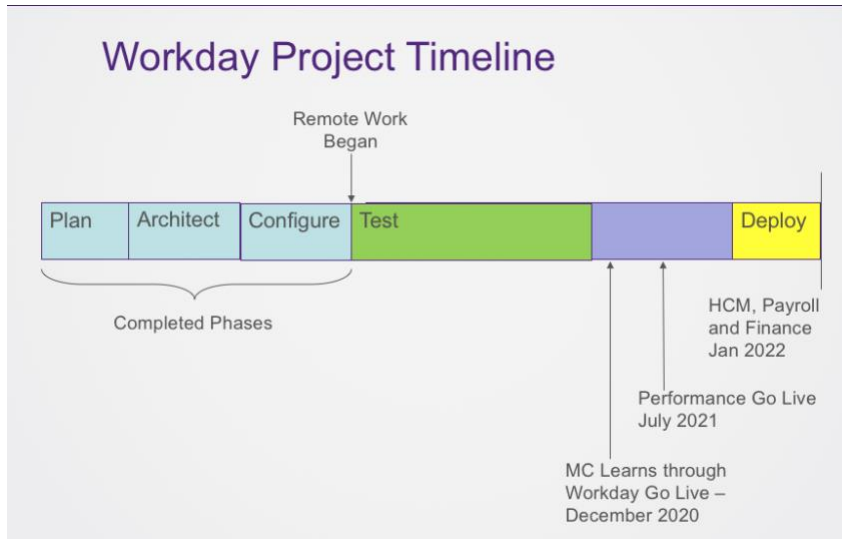 Workday Project Timeline
Remote Work
Began
Plan
Architect
Configure
Test
Deploy
Completed Phases
HCM, Payroll
and Finance
Jan 2022
Performance Go Live
July 2021
MC Learns through
Workday Go Live –
December 2020